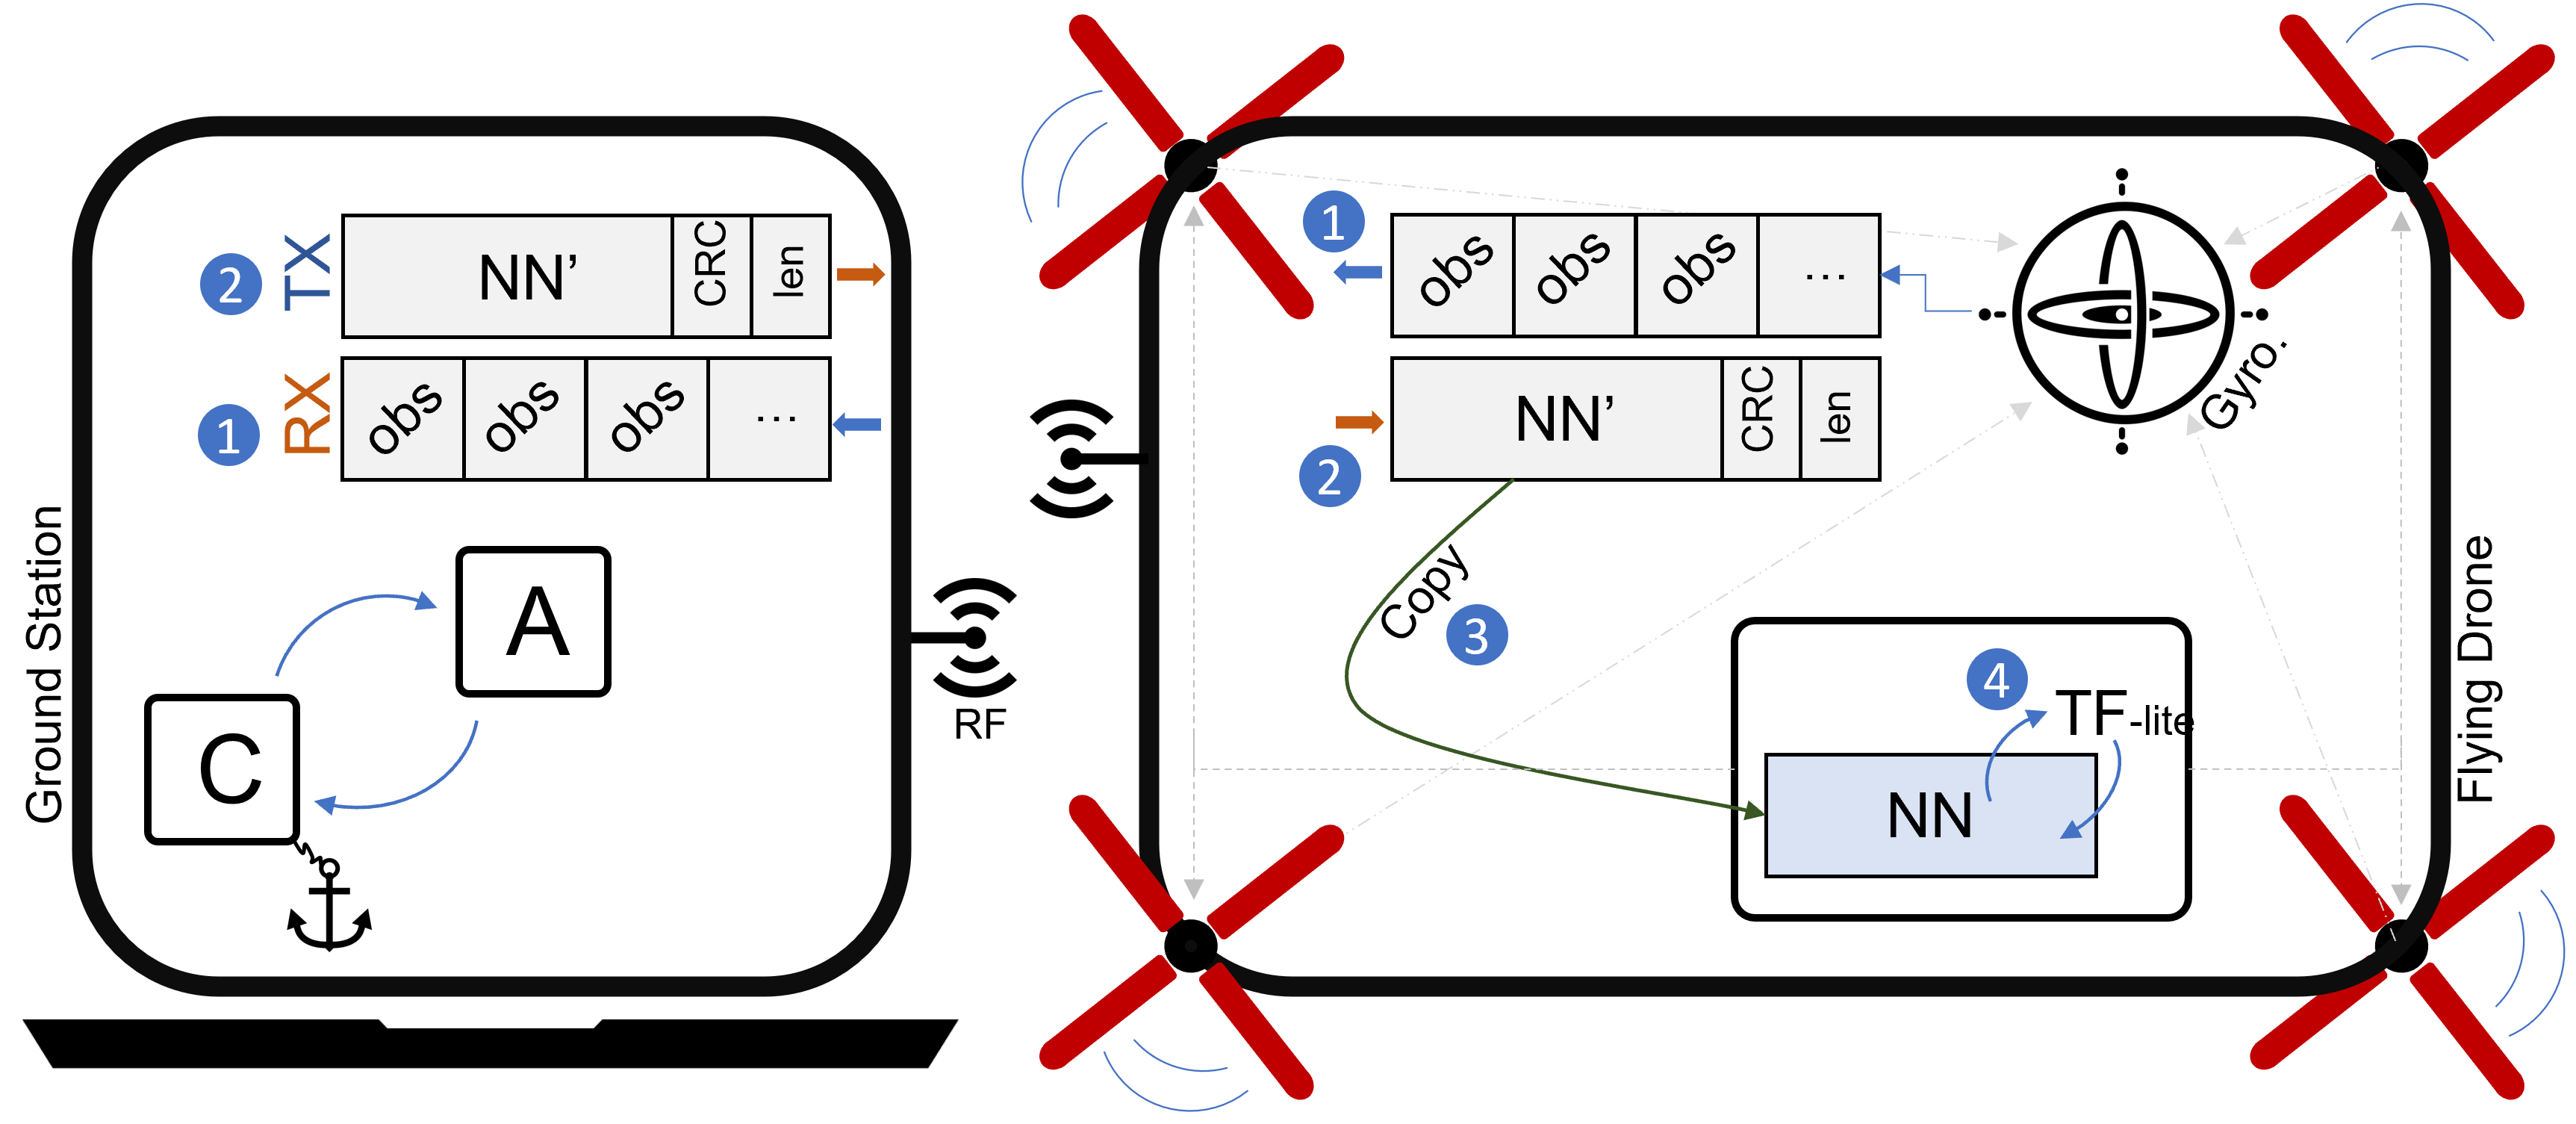 Ground Station
2
TX
NN’
CRC
len
1
RX
obs
obs
obs
...
A
C
RF
1
obs
obs
obs
...
2
NN’
CRC
len
Gyro.
Copy
3
4
TF-lite
NN
Flying Drone